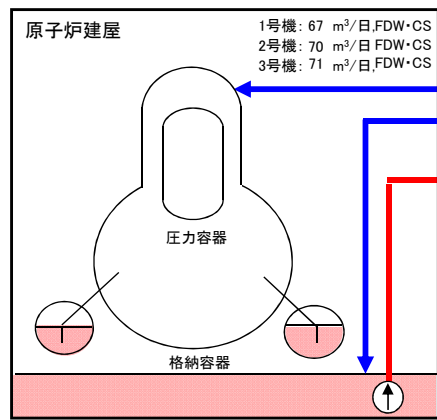 原子炉建屋
1号機: 67 m³/日,FDW・CS
2号機: 70 m³/日,FDW・CS
3号機: 71 m³/日,FDW・CS
圧力容器
格納容器